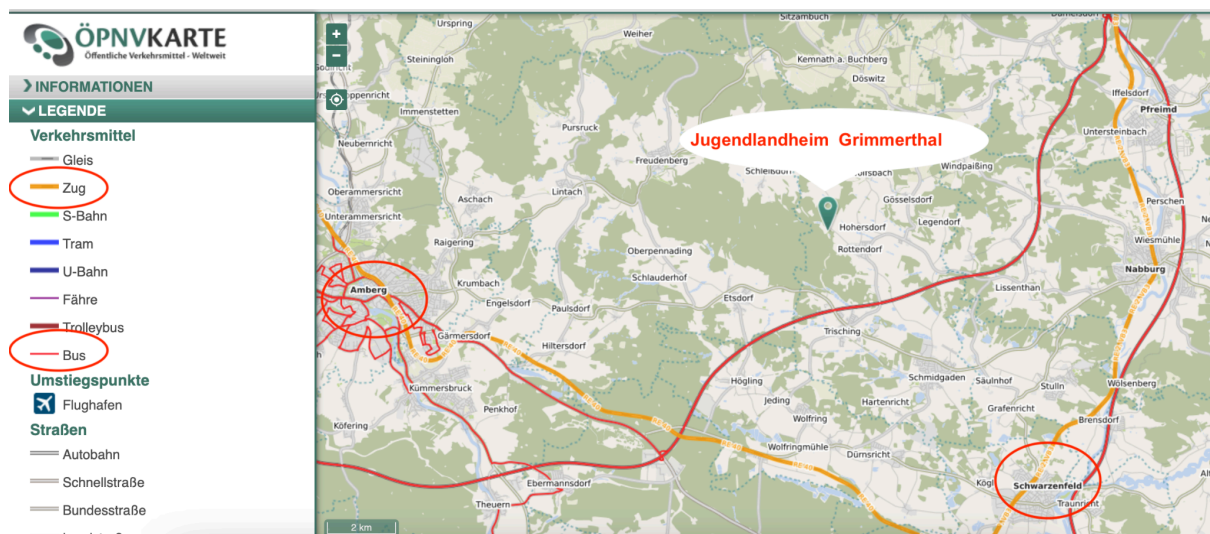 ÖPNVKARTE
Öffentliche Verkehrsmittel - Weltweit
INFORMATIONEN
LEGENDE
Verkehrsmittel
Gleis
Zug
S-Bahn
Tram
U-Bahn
Fähre
Trolleybus
Bus
Umstiegspunkte
Flughafen
Straßen
Autobahn
Schnellstraße
Bundesstraße
+
−
Urspring
Weiher
Sitzambuch
Steiningloh
Kemnath a. Buchberg
Döswitz
Iffelsdorf
Immenstetten
Pfreimd
Pursruck
Untersteinbach
Neubernricht
Jugendlandheim Grimmerthal
Freudenberg
Windpaißing
Oberammersricht
Lintach
Aschach
Gösselsdorf
Perschen
Unterammersricht
Hohersdorf
Legendorf
Raigering
Rottendorf
Wiesmühle
Oberpennading
Nabburg
Schlauderhof
Krumbach
Amberg
Lissenthan
Engelsdorf
Etsdorf
Paulsdorf
Trisching
Gärmersdorf
Hiltersdorf
Schmidgaden
Säulnhof
Högling
Stulln
Wölsenberg
Kümmersbruck
Jeding
Hartenricht
Penkhof
Grafenricht
Wolfring
Brensdorf
Köfering
Wolfringmühle
Dürnsricht
Ebermannsdorf
Schwarzenfeld
Theuern
Traunricht
2 km